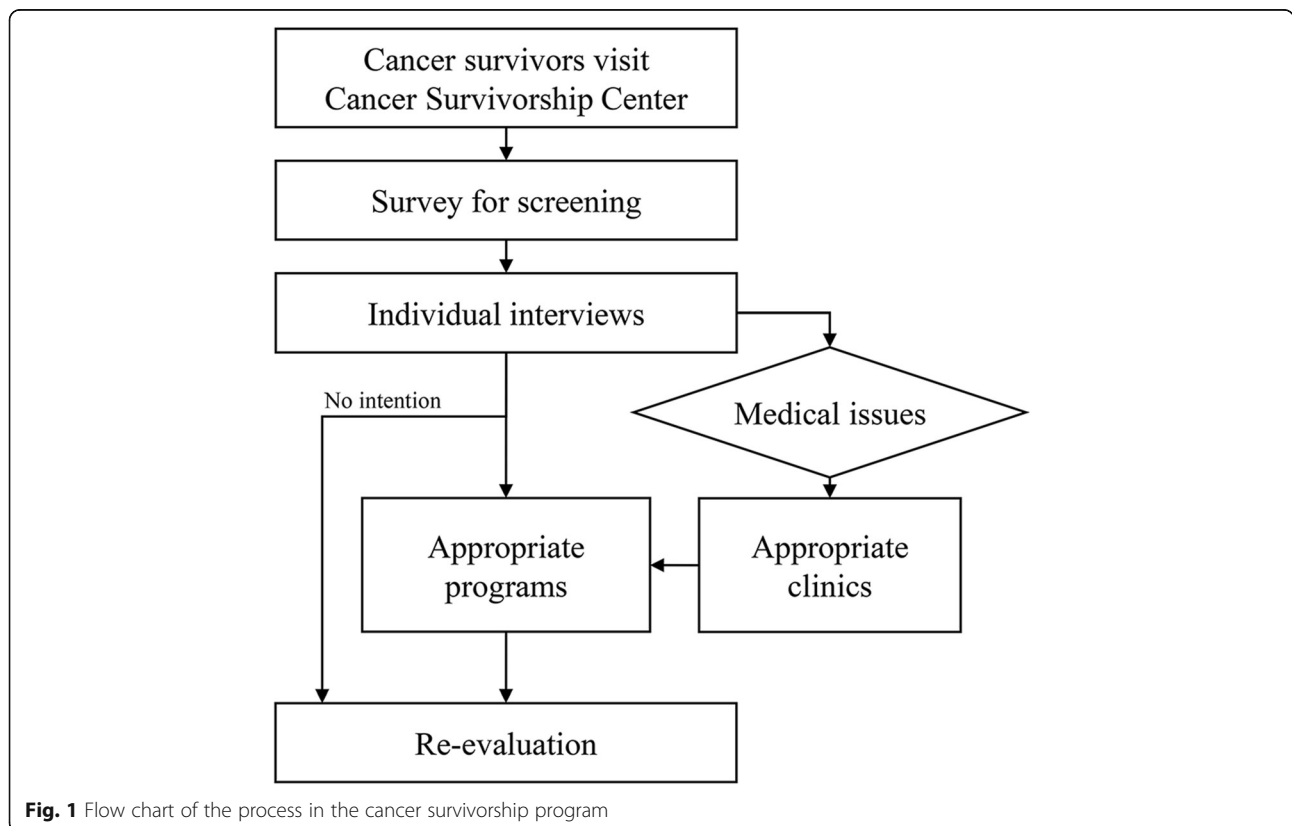 Cancer survivors visit
Cancer Survivorship Center
Survey for screening
Individual interviews
No intention
Medical issues
Appropriate
programs
Appropriate
clinics
Re-evaluation
Fig. 1 Flow chart of the process in the cancer survivorship program